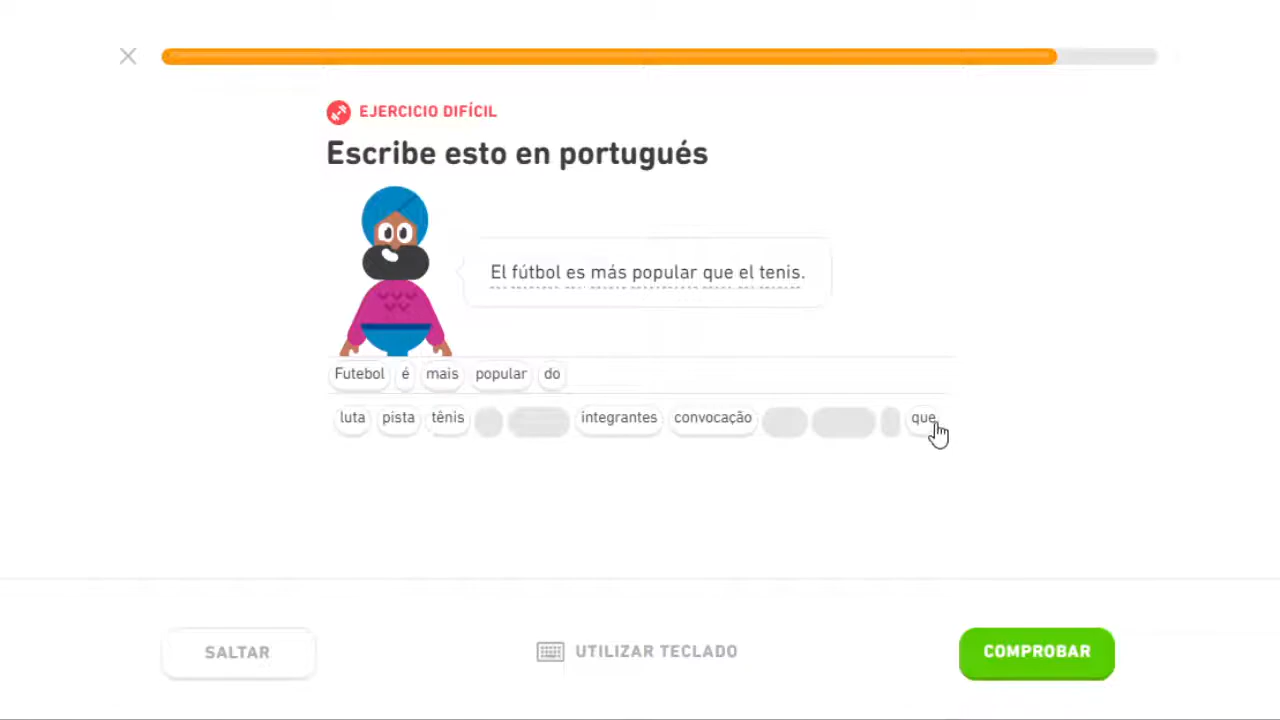 EJERCICIO DIFÍCIL
Escribe esto en portugués
El fútbol es más popular que el tenis.
Futebol é mais popular do
luta pista tênis integrantes convocação que
SALTAR UTILIZAR TECLADO COMPROBAR